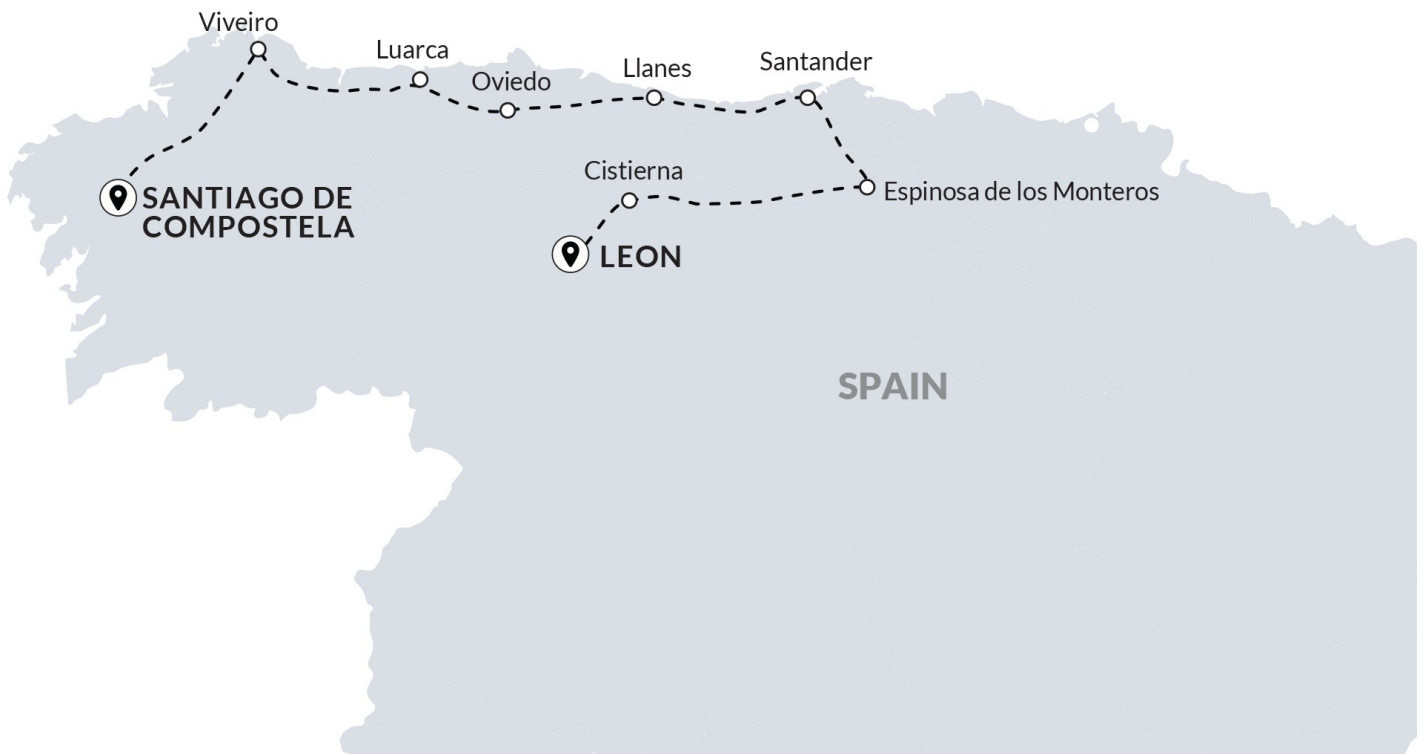 Viveiro
Luarca
Oviedo
Llanes
Santander
Cistierna
Espinosa de los Monteros
SANTIAGO DE
COMPOSTELA
LEON
SPAIN